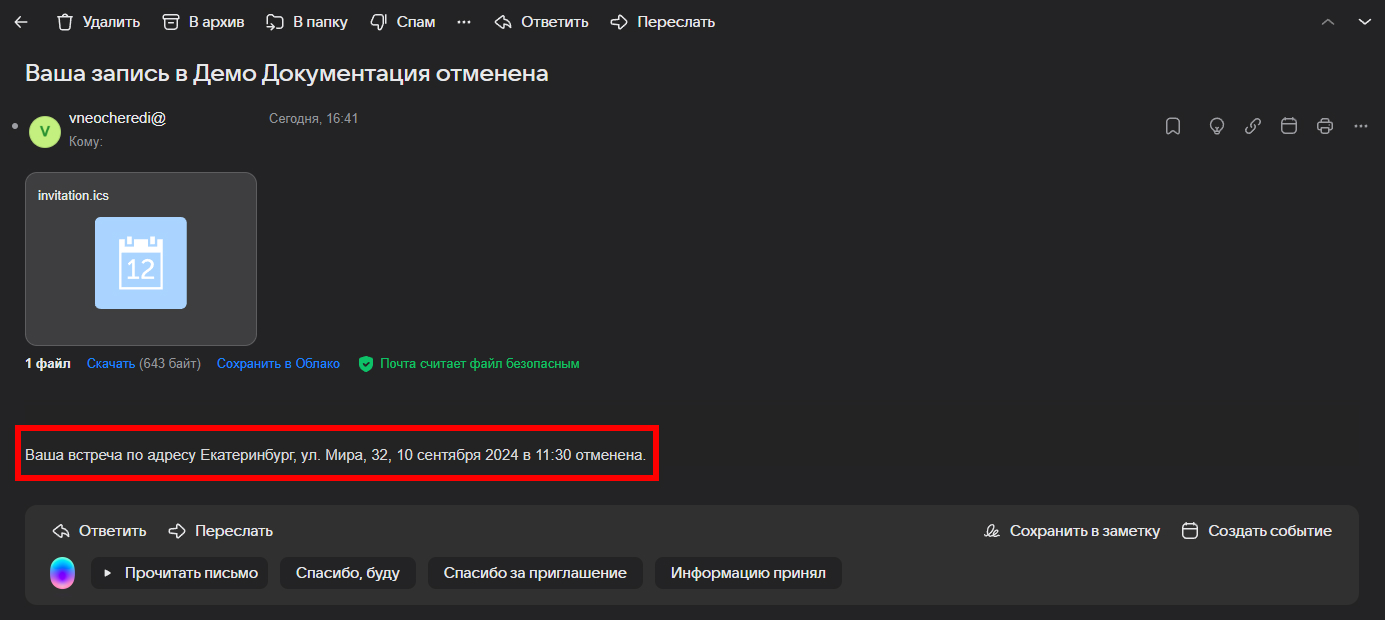 Удалить В архив В папку Спам Ответить Переслать
Ваша запись в Демо Документация отменена
V vneocheredi@ Сегодня, 16:41
Кому:
invitation.ics
12
1 файл Скачать (643 байт) Сохранить в Облако Почта считает файл безопасным
Ваша встреча по адресу Екатеринбург, ул. Мира, 32, 10 сентября 2024 в 11:30 отменена.
Ответить Переслать Сохранить в заметку Создать событие
Прочитать письмо Спасибо, буду Спасибо за приглашение Информацию принял